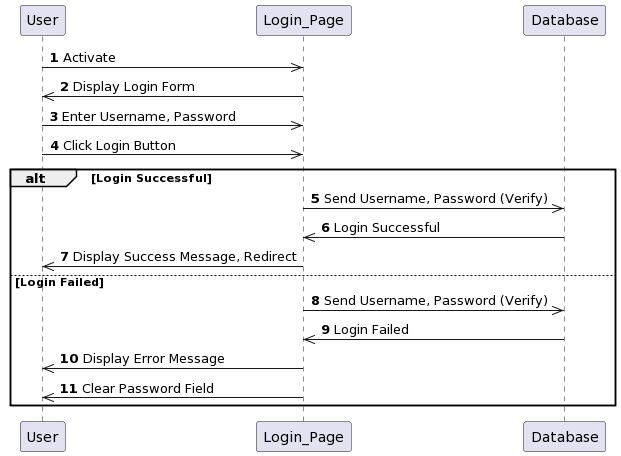 User Login_Page Database
1 Activate
2 Display Login Form
3 Enter Username, Password
4 Click Login Button
alt [Login Successful]
5 Send Username, Password (Verify)
6 Login Successful
7 Display Success Message, Redirect
[Login Failed]
8 Send Username, Password (Verify)
9 Login Failed
10 Display Error Message
11 Clear Password Field
User Login_Page Database